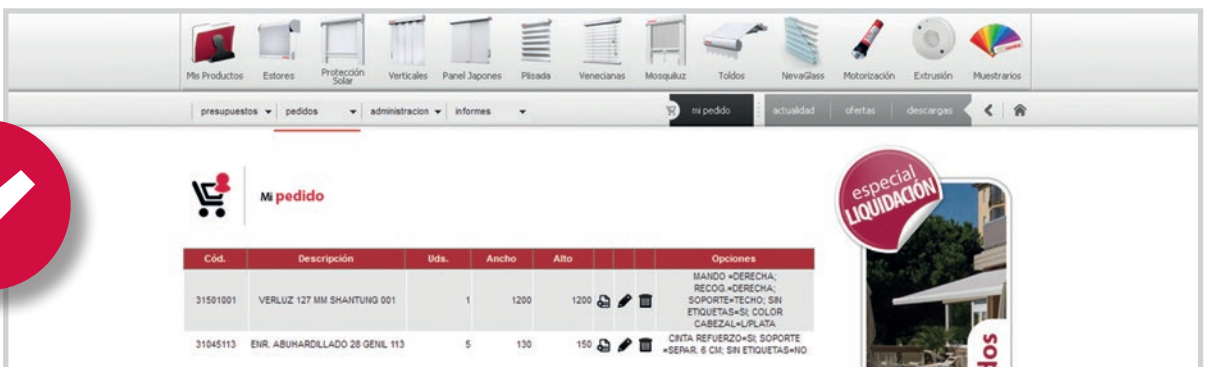 Mis Productos
Estores
Protección
Solar
Verticales
Panel Japones
Plisada
Venecianas
Mosquiluz
Toldos
NevaGlass
Motorización
Extrusión
Muestrarios
presupuestos
pedidos
administracion
informes
mi pedido
actualidad
ofertas
descargas
Mi pedido
especial
LIQUIDACIÓN
Cód. Descripción Uds. Ancho Alto Opciones
MANDO =DERECHA;
RECOG.=DERECHA;
31501001 VERLUZ 127 MM SHANTUNG 001 1 1200 1200 SOPORTE=TECHO; SIN
ETIQUETAS=SI; COLOR
CABEZAL=L/PLATA
31045113 ENR. ABUHARDILLADO 28 GENIL 113 5 130 150 CINTA REFUERZO=SI; SOPORTE
=SEPAR. 6 CM; SIN ETIQUETAS=NO
dos